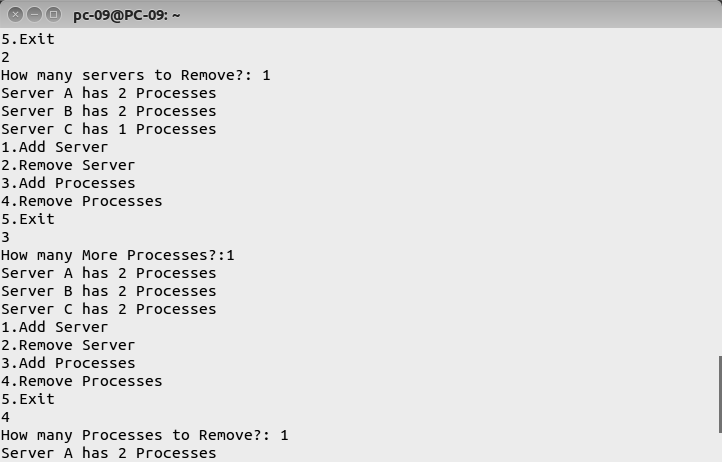 pc-09@PC-09: ~
5.Exit
2
How many servers to Remove?: 1
Server A has 2 Processes
Server B has 2 Processes
Server C has 1 Processes
1.Add Server
2.Remove Server
3.Add Processes
4.Remove Processes
5.Exit
3
How many More Processes?:1
Server A has 2 Processes
Server B has 2 Processes
Server C has 2 Processes
1.Add Server
2.Remove Server
3.Add Processes
4.Remove Processes
5.Exit
4
How many Processes to Remove?: 1
Server A has 2 Processes